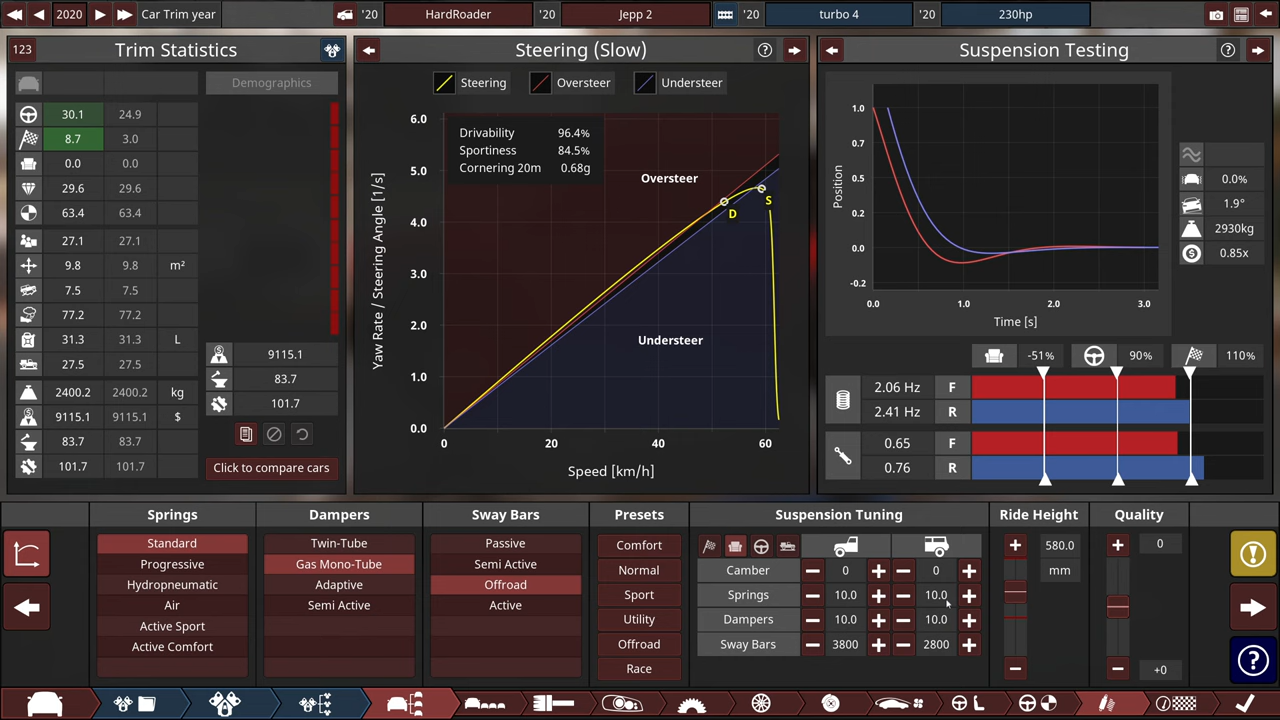 2020 Car Trim year '20 HardRoader '20 Jepp 2 '20 turbo 4 '20 230hp
123 Trim Statistics
Demographics
30.1 24.9
8.7 3.0
0.0 0.0
29.6 29.6
63.4 63.4
27.1 27.1
9.8 9.8 m²
7.5 7.5
77.2 77.2
31.3 31.3 L
27.5 27.5
2400.2 2400.2 kg
9115.1 9115.1 $
83.7 83.7
101.7 101.7
9115.1
83.7
101.7
Click to compare cars
Steering (Slow) ?
Steering Oversteer Understeer
Drivability 96.4%
Sportiness 84.5%
Cornering 20m 0.68g
Oversteer
Understeer
D
S
Yaw Rate / Steering Angle [1/s]
6.0
5.0
4.0
3.0
2.0
1.0
0.0
0 20 40 60
Speed [km/h]
Suspension Testing ?
Position
1.0
0.7
0.5
0.2
0.0
-0.2
0.0 1.0 2.0 3.0
Time [s]
0.0%
1.9°
2930kg
0.85x
-51% 90% 110%
2.06 Hz F
2.41 Hz R
0.65 F
0.76 R
Springs
Standard
Progressive
Hydropneumatic
Air
Active Sport
Active Comfort
Dampers
Twin-Tube
Gas Mono-Tube
Adaptive
Semi Active
Sway Bars
Passive
Semi Active
Offroad
Active
Presets
Comfort
Normal
Sport
Utility
Offroad
Race
Suspension Tuning
Camber 0 0
Springs 10.0 10.0
Dampers 10.0 10.0
Sway Bars 3800 2800
Ride Height
580.0
mm
Quality
0
+0
?